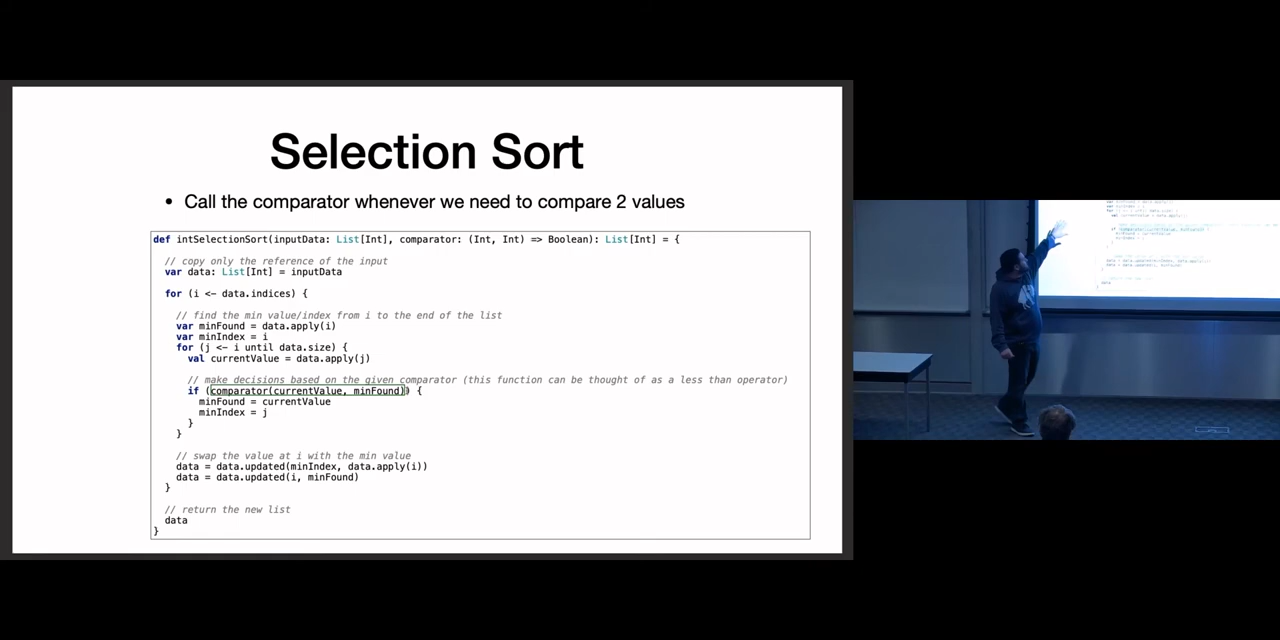 Selection Sort
• Call the comparator whenever we need to compare 2 values
def intSelectionSort(inputData: List[Int], comparator: (Int, Int) => Boolean): List[Int] = {
// copy only the reference of the input
var data: List[Int] = inputData
for (i <- data.indices) {
// find the min value/index from i to the end of the list
var minFound = data.apply(i)
var minIndex = i
for (j <- i until data.size) {
val currentValue = data.apply(j)
// make decisions based on the given comparator (this function can be thought of as a less than operator)
if (comparator(currentValue, minFound)) {
minFound = currentValue
minIndex = j
}
}
// swap the value at i with the min value
data = data.updated(minIndex, data.apply(i))
data = data.updated(i, minFound)
}
// return the new list
data
}